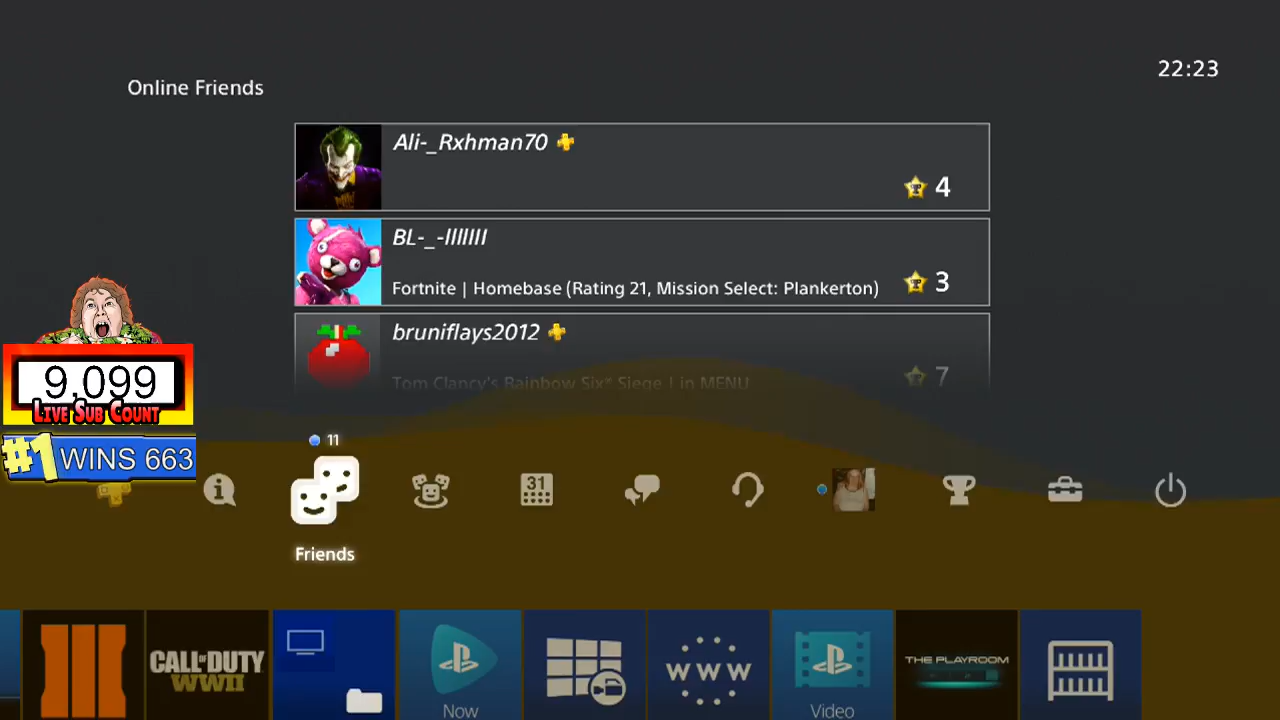 22:23
Online Friends
Ali-_Rxhman70
4
BL-_-lllllll
Fortnite | Homebase (Rating 21, Mission Select: Plankerton)
3
bruniflays2012
Tom Clancy's Rainbow Six® Siege | in MENU
7
9,099
LIVE SUB COUNT
#1 WINS 663
11
31
Friends
III
CALL OF DUTY
WWII
Now
WWW
Video
THE PLAYROOM